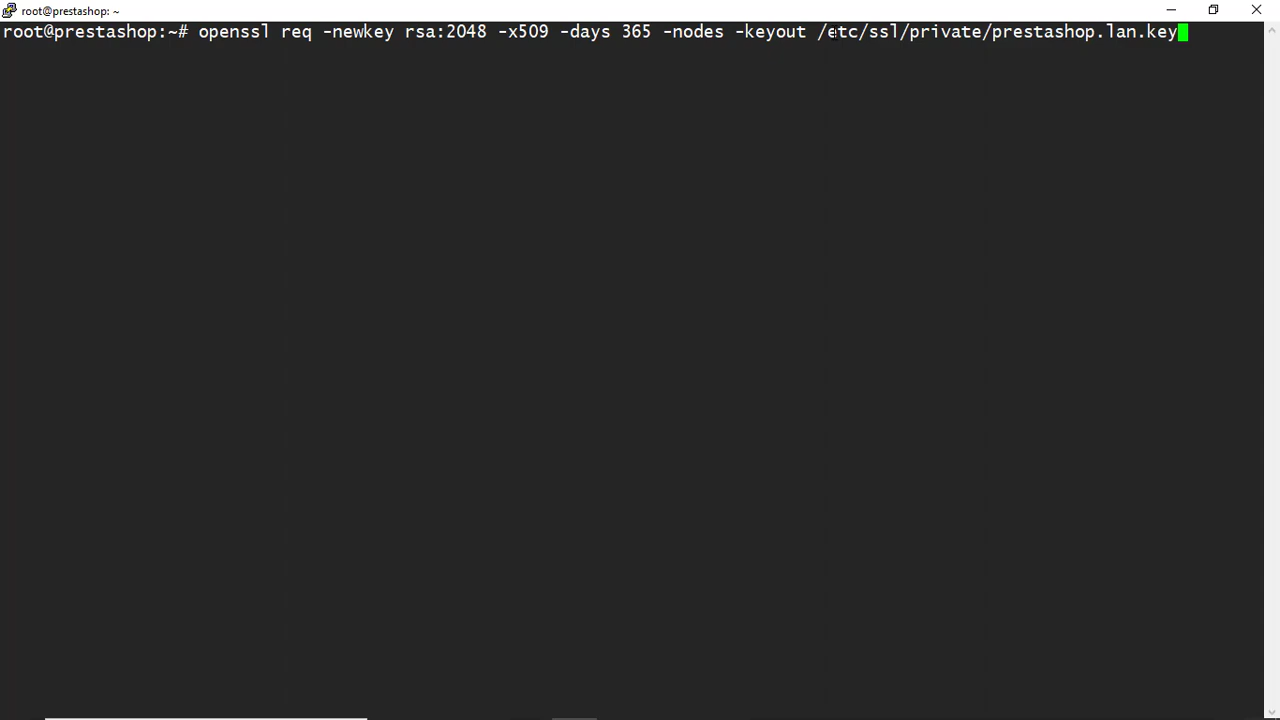 root@prestashop: ~
root@prestashop:~# openssl req -newkey rsa:2048 -x509 -days 365 -nodes -keyout /etc/ssl/private/prestashop.lan.key